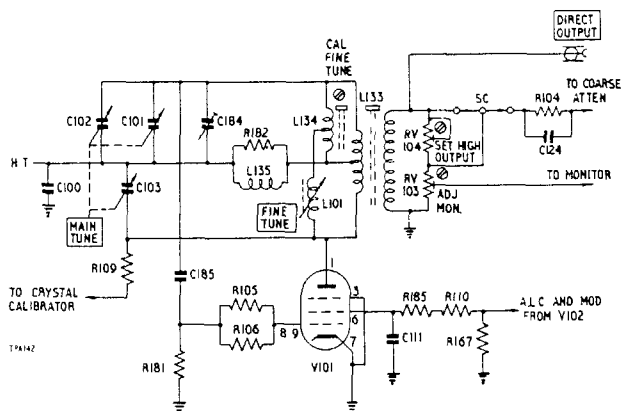 DIRECT
OUTPUT
CAL
FINE
TUNE
L133
TO COARSE
ATTEN
SC
R104
C102
C101
C184
L134
R182
RV
104
SET HIGH
OUTPUT
C124
H T
L135
C100
C103
L101
RV
103
TO MONITOR
FINE
TUNE
ADJ
MON.
MAIN
TUNE
R109
1
C185
TO CRYSTAL
CALIBRATOR
R105
3
R185
R110
A.L.C AND MOD
FROM V102
R106
8
9
6
7
C111
R167
TPA142
R181
V101